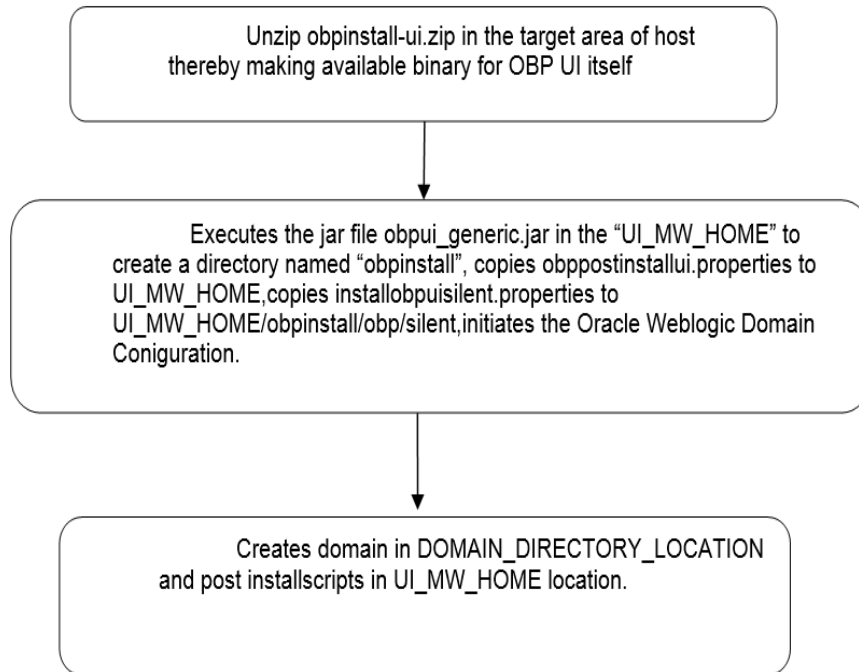 Unzip obpinstall-ui.zip in the target area of host
thereby making available binary for OBP UI itself
Executes the jar file obpui_generic.jar in the “UI_MW_HOME” to
create a directory named “obpinstall”, copies obppostinstallui.properties to
UI_MW_HOME,copies installobpuisilent.properties to
UI_MW_HOME/obpinstall/obp/silent,initiates the Oracle Weblogic Domain
Coniguration.
Creates domain in DOMAIN_DIRECTORY_LOCATION
and post installscripts in UI_MW_HOME location.